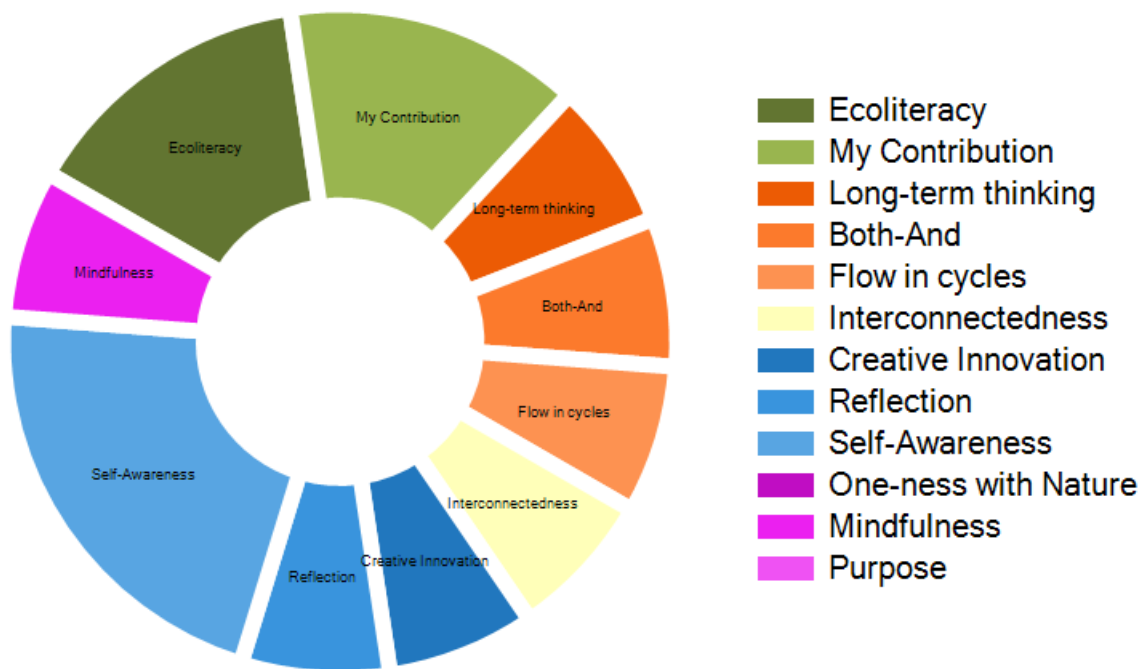 My Contribution
Ecoliteracy
Long-term thinking
Mindfulness
Both-And
Flow in cycles
Self-Awareness
Interconnectedness
Creative Innovation
Reflection
Ecoliteracy
My Contribution
Long-term thinking
Both-And
Flow in cycles
Interconnectedness
Creative Innovation
Reflection
Self-Awareness
One-ness with Nature
Mindfulness
Purpose